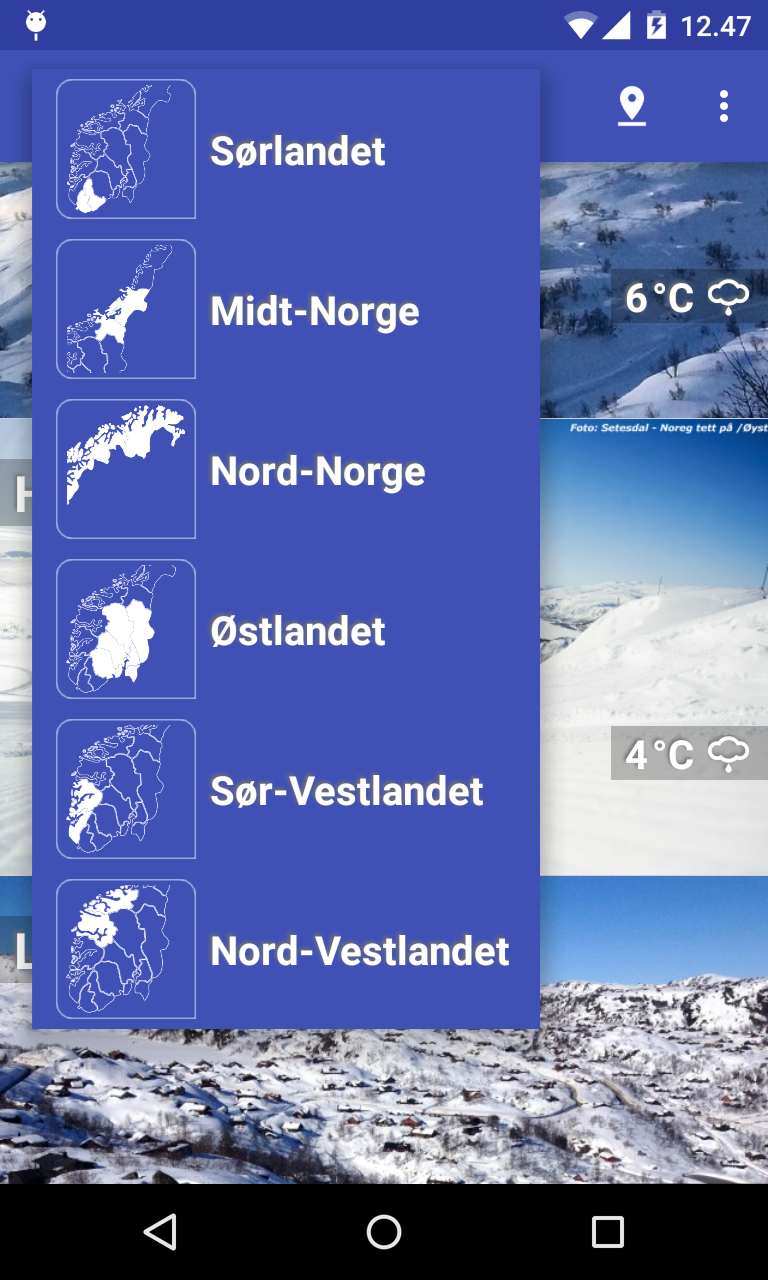 12.47
Sørlandet
6°C
Midt-Norge
Foto: Setesdal - Noreg tett på /Øyst
Nord-Norge
H
Østlandet
4°C
Sør-Vestlandet
L
Nord-Vestlandet